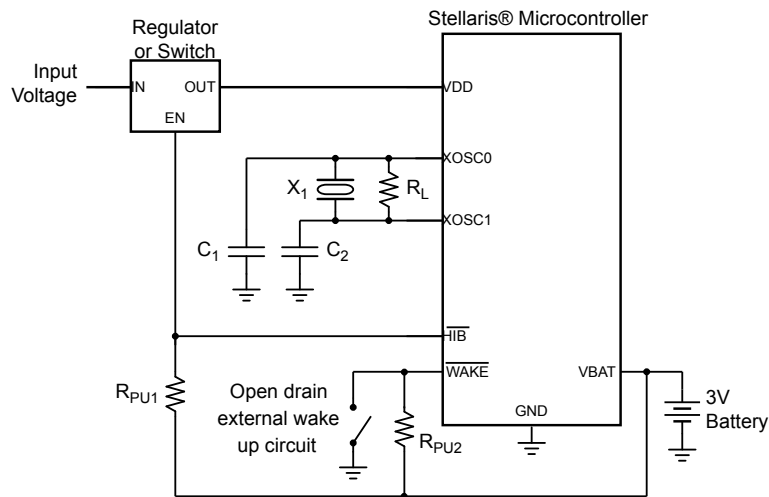 Stellaris® Microcontroller
Regulator
or Switch
Input
Voltage
IN
OUT
EN
VDD
XOSC0
X1
RL
XOSC1
C1
C2
HIB
WAKE
VBAT
RPU1
Open drain
external wake
up circuit
RPU2
GND
3V
Battery